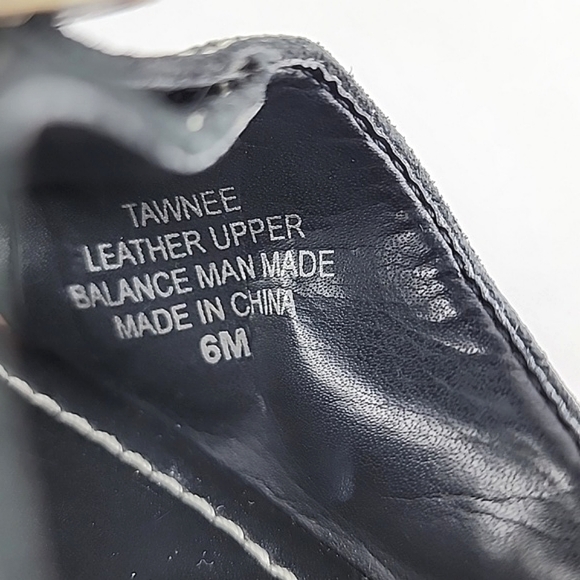 TAWNEE
LEATHER UPPER
BALANCE MAN MADE
MADE IN CHINA
6M